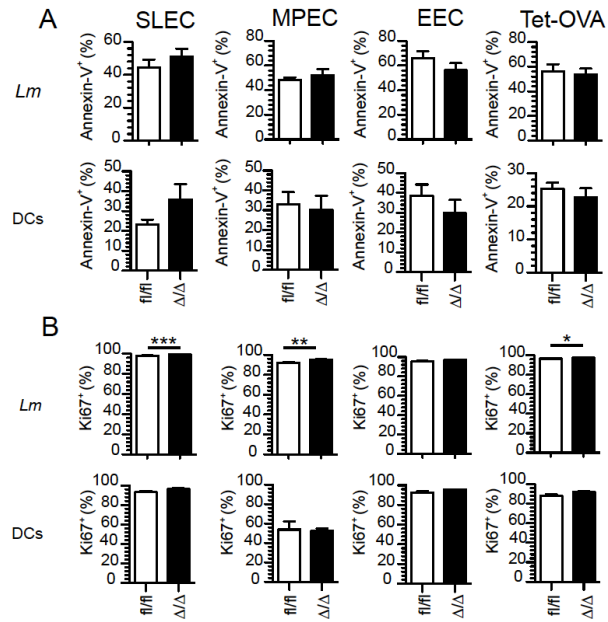 A
SLEC MPEC EEC Tet-OVA
Lm
Annexin-V+ (%) 60 40 20 0
Annexin-V+ (%) 80 60 40 20 0
Annexin-V+ (%) 80 60 40 20 0
Annexin-V+ (%) 80 60 40 20 0
DCs
Annexin-V+ (%) 50 40 30 20 10 0
Annexin-V+ (%) 50 40 30 20 10 0
Annexin-V+ (%) 50 40 30 20 10 0
Annexin-V+ (%) 30 20 10 0
fl/fl Δ/Δ fl/fl Δ/Δ fl/fl Δ/Δ fl/fl Δ/Δ
B
Lm
Ki67+ (%) 100 80 60 40 20 0 ***
Ki67+ (%) 100 80 60 40 20 0 **
Ki67+ (%) 100 80 60 40 20 0
Ki67+ (%) 100 80 60 40 20 0 *
DCs
Ki67+ (%) 100 80 60 40 20 0
Ki67+ (%) 100 80 60 40 20 0
Ki67+ (%) 100 80 60 40 20 0
Ki67+ (%) 100 80 60 40 20 0
fl/fl Δ/Δ fl/fl Δ/Δ fl/fl Δ/Δ fl/fl Δ/Δ